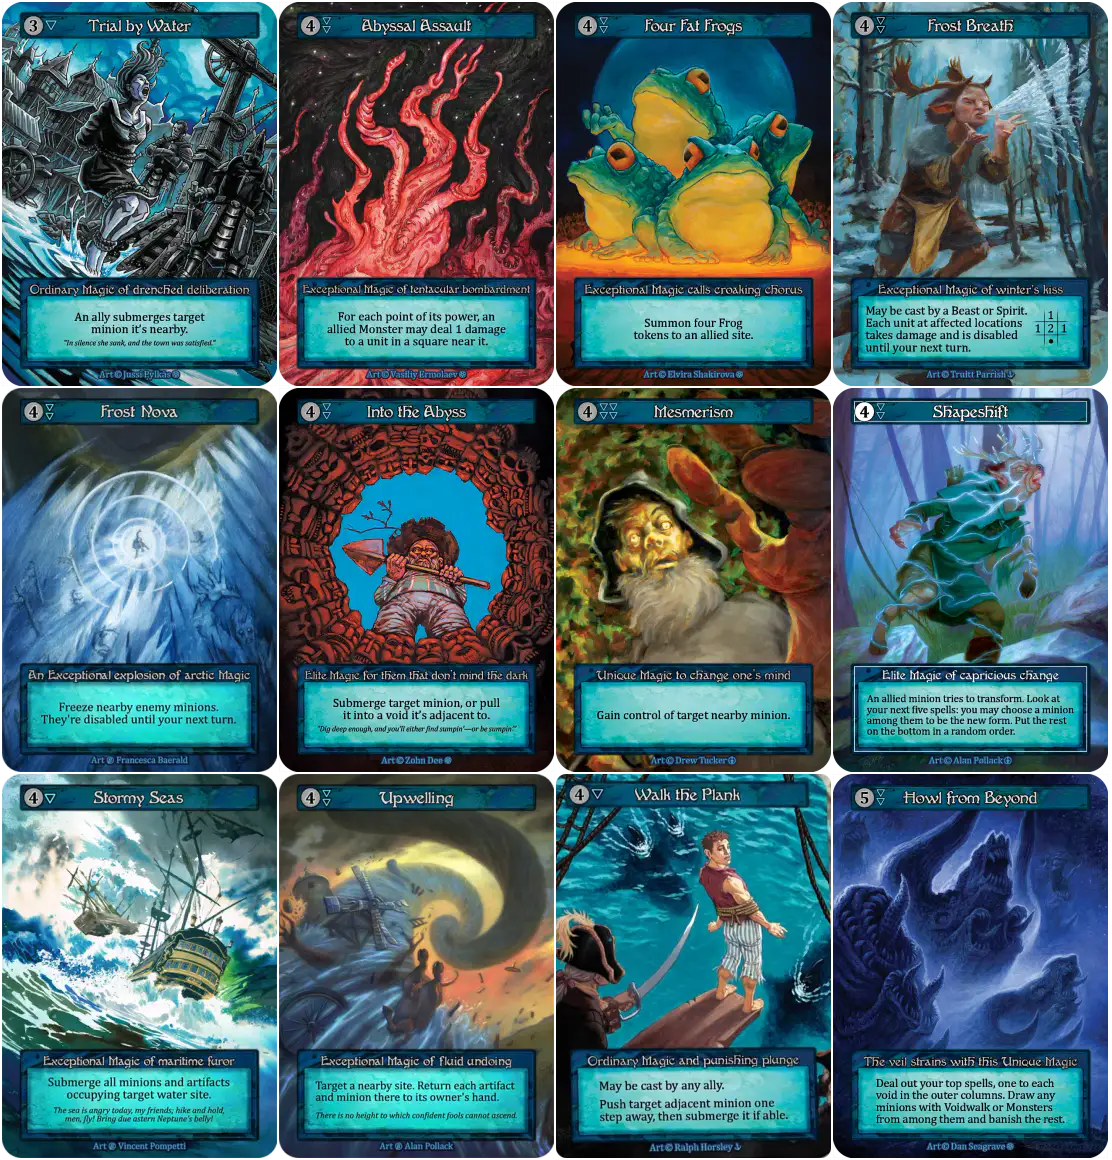 3 Trial by Water
Ordinary Magic of drenched deliberation
An ally submerges target
minion it's nearby.
"In silence she sank, and the town was satisfied."
Art © Jussi Pylkas
4 Abyssal Assault
Exceptional Magic of tentacular bombardment
For each point of its power, an
allied Monster may deal 1 damage
to a unit in a square near it.
Art © Vasiliy Ermolaev
4 Four Fat Frogs
Exceptional Magic calls croaking chorus
Summon four Frog
tokens to an allied site.
Art © Elvira Shakirova
4 Frost Breath
Exceptional Magic of winter's kiss
May be cast by a Beast or Spirit.
Each unit at affected locations
takes damage and is disabled
until your next turn.
1
1 2 1
Art © Truitt Parrish
4 Frost Nova
An Exceptional explosion of arctic Magic
Freeze nearby enemy minions.
They're disabled until your next turn.
Art Francesca Baerald
4 Into the Abyss
Elite Magic for them that don't mind the dark
Submerge target minion, or pull
it into a void it's adjacent to.
"Dig deep enough, and you'll either find sumpin'—or be sumpin'."
Art © Zohn Dee
4 Mesmerism
Unique Magic to change one's mind
Gain control of target nearby minion.
Art © Drew Tucker
4 Shapeshift
Elite Magic of capricious change
An allied minion tries to transform. Look at
your next five spells: you may choose a minion
among them to be the new form. Put the rest
on the bottom in a random order.
Art © Alan Pollack
4 Stormy Seas
Exceptional Magic of maritime furor
Submerge all minions and artifacts
occupying target water site.
The sea is angry today, my friends; hike and hold,
men, fly! Bring due astern Neptune's belly!
Art Vincent Pompetti
4 Upwelling
Exceptional Magic of fluid undoing
Target a nearby site. Return each artifact
and minion there to its owner's hand.
There is no height to which confident fools cannot ascend.
Art Alan Pollack
4 Walk the Plank
Ordinary Magic and punishing plunge
May be cast by any ally.
Push target adjacent minion one
step away, then submerge it if able.
Art © Ralph Horsley
5 Howl from Beyond
The veil strains with this Unique Magic
Deal out your top spells, one to each
void in the outer columns. Draw any
minions with Voidwalk or Monsters
from among them and banish the rest.
Art © Dan Seagrave